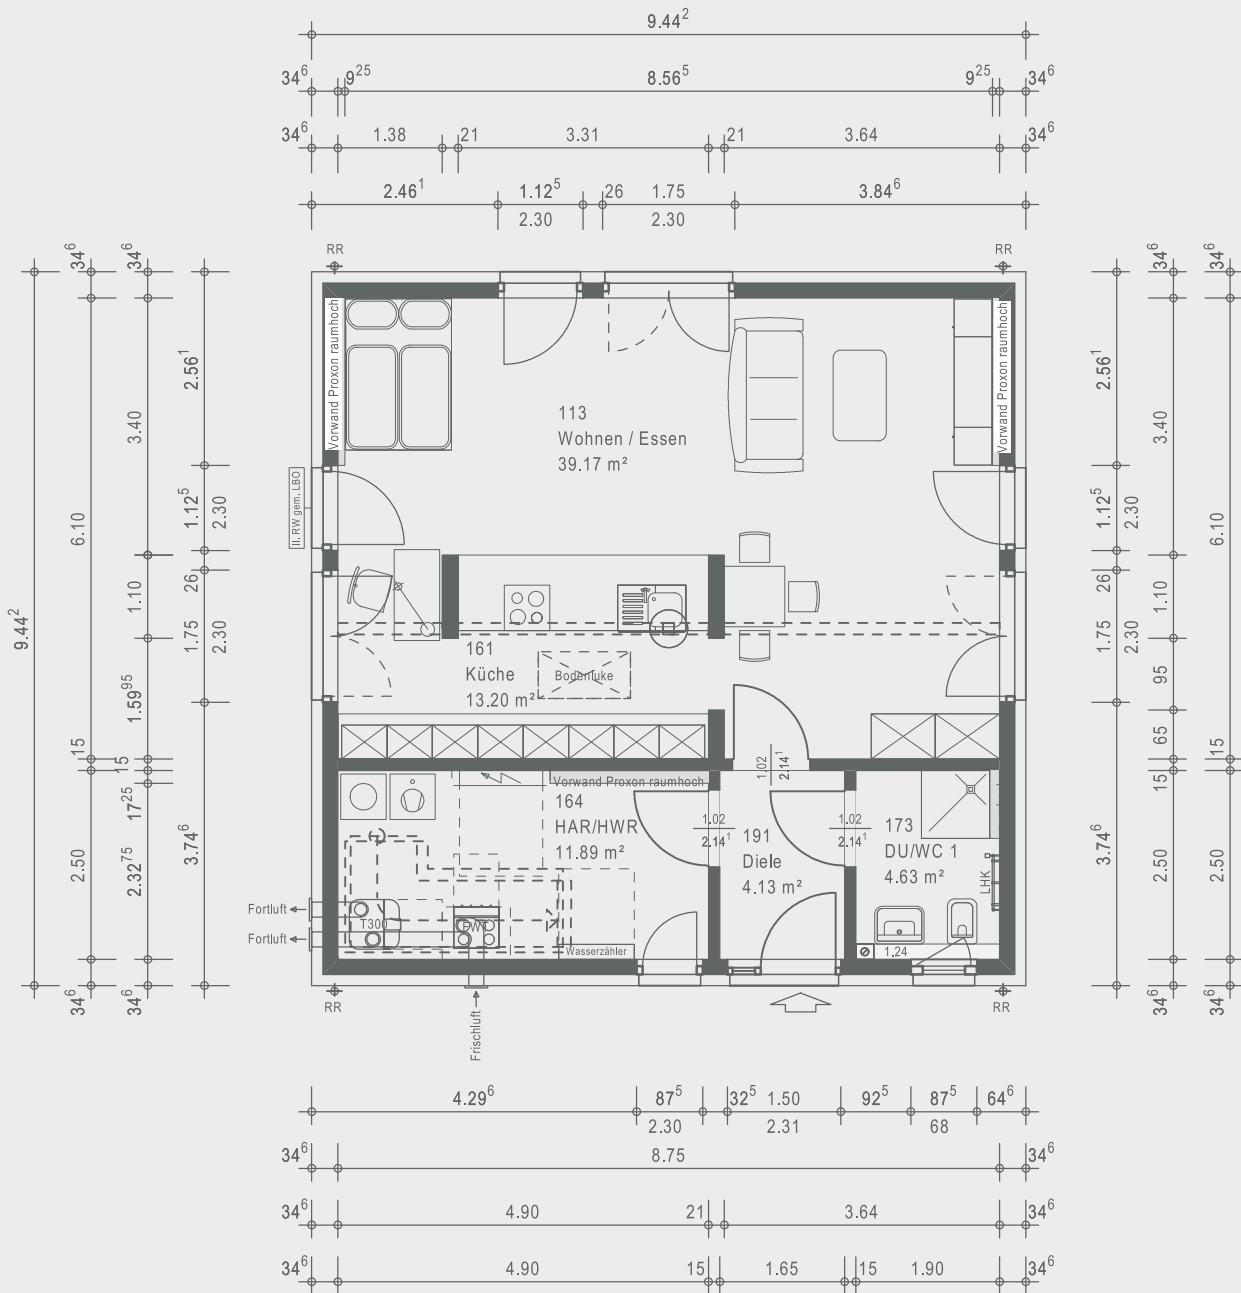 9.44²
34⁶ 9²⁵ 8.56⁵ 9²⁵ 34⁶
34⁶ 1.38 21 3.31 21 3.64 34⁶
2.46¹ 1.12⁵ 26 1.75 3.84⁶
2.30 2.30
RR RR
34⁶ 34⁶ 34⁶ 34⁶
9.44²
34⁶ 6.10 15 2.50 34⁶
34⁶ 3.40 1.10 1.59⁹⁵ 15 17²⁵ 2.32⁷⁵ 34⁶
2.56¹ 1.12⁵ 26 1.75 3.74⁶
2.30 2.30
Vorwand Proxon raumhoch
Vorwand Proxon raumhoch
II. RW gem. LBO
113
Wohnen / Essen
39.17 m²
161
Küche
13.20 m²
Bodenluke
1.02
2.14¹
Vorwand Proxon raumhoch
164
HAR/HWR
11.89 m²
1.02
2.14¹
191
Diele
4.13 m²
1.02
2.14¹
173
DU/WC 1
4.63 m²
LHK
Fortluft
Fortluft
T300
FWT
Wasserzähler
1.24
Frischluft
RR RR
2.56¹ 1.12⁵ 26 1.75 3.74⁶
2.30 2.30
3.40 1.10 95 65 15 2.50 34⁶
6.10 15 2.50 34⁶
4.29⁶ 87⁵ 32⁵ 1.50 92⁵ 87⁵ 64⁶
2.30 2.31 68
34⁶ 8.75 34⁶
34⁶ 4.90 21 3.64 34⁶
34⁶ 4.90 15 1.65 15 1.90 34⁶